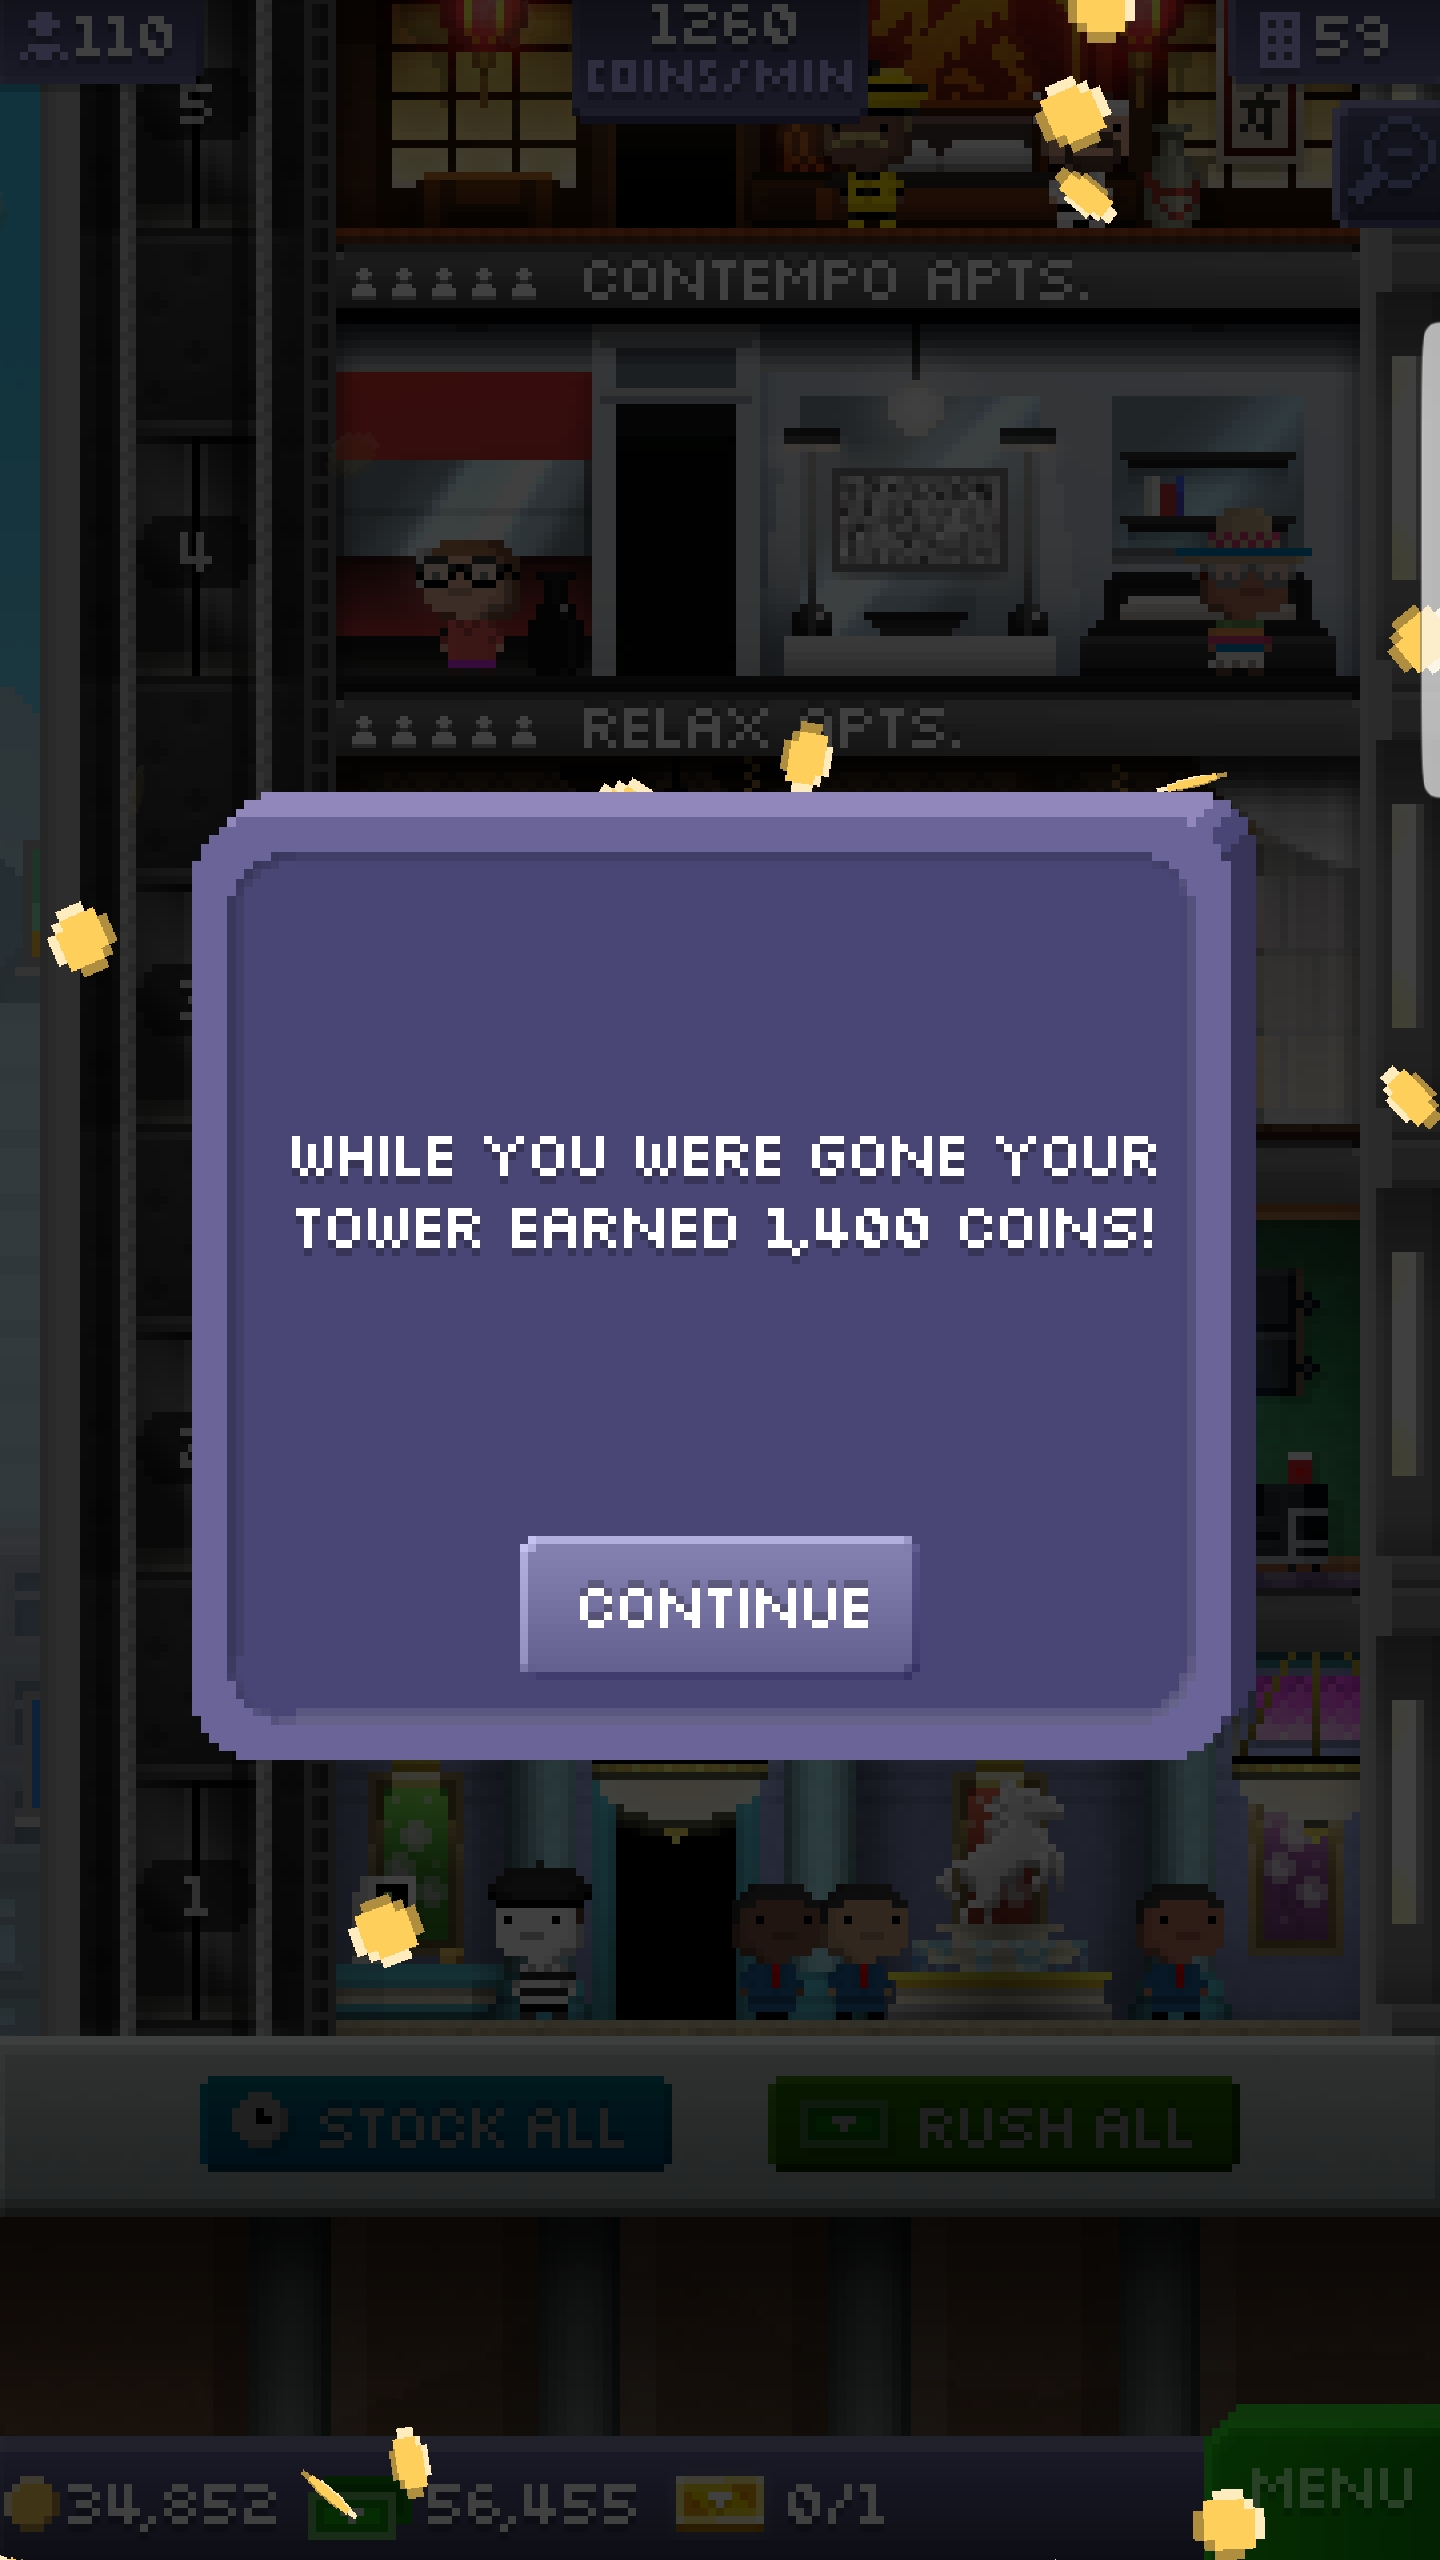 110
1260
COINS/MIN
59
5
CONTEMPO APTS.
4
RELAX APTS.
WHILE YOU WERE GONE YOUR
TOWER EARNED 1,400 COINS!
CONTINUE
1
STOCK ALL
RUSH ALL
34,852
56,455
0/1
MENU